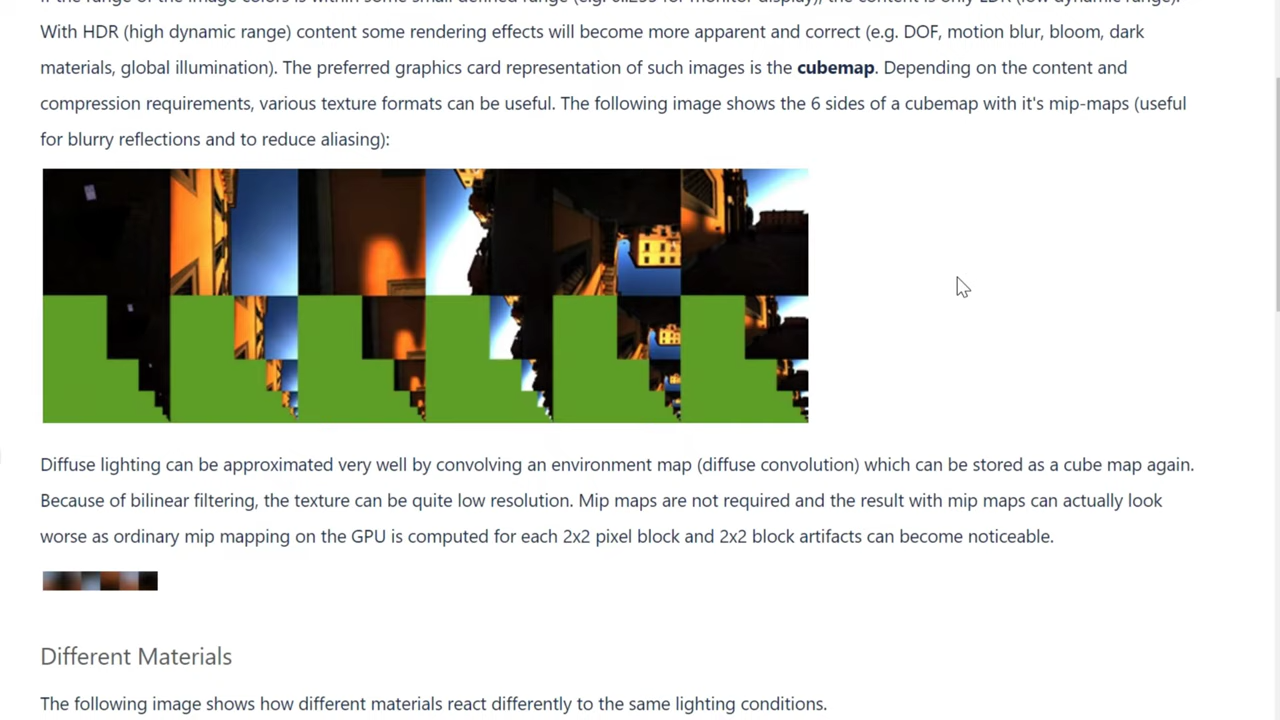 With HDR (high dynamic range) content some rendering effects will become more apparent and correct (e.g. DOF, motion blur, bloom, dark
materials, global illumination). The preferred graphics card representation of such images is the cubemap. Depending on the content and
compression requirements, various texture formats can be useful. The following image shows the 6 sides of a cubemap with it's mip-maps (useful
for blurry reflections and to reduce aliasing):
Diffuse lighting can be approximated very well by convolving an environment map (diffuse convolution) which can be stored as a cube map again.
Because of bilinear filtering, the texture can be quite low resolution. Mip maps are not required and the result with mip maps can actually look
worse as ordinary mip mapping on the GPU is computed for each 2x2 pixel block and 2x2 block artifacts can become noticeable.
Different Materials
The following image shows how different materials react differently to the same lighting conditions.